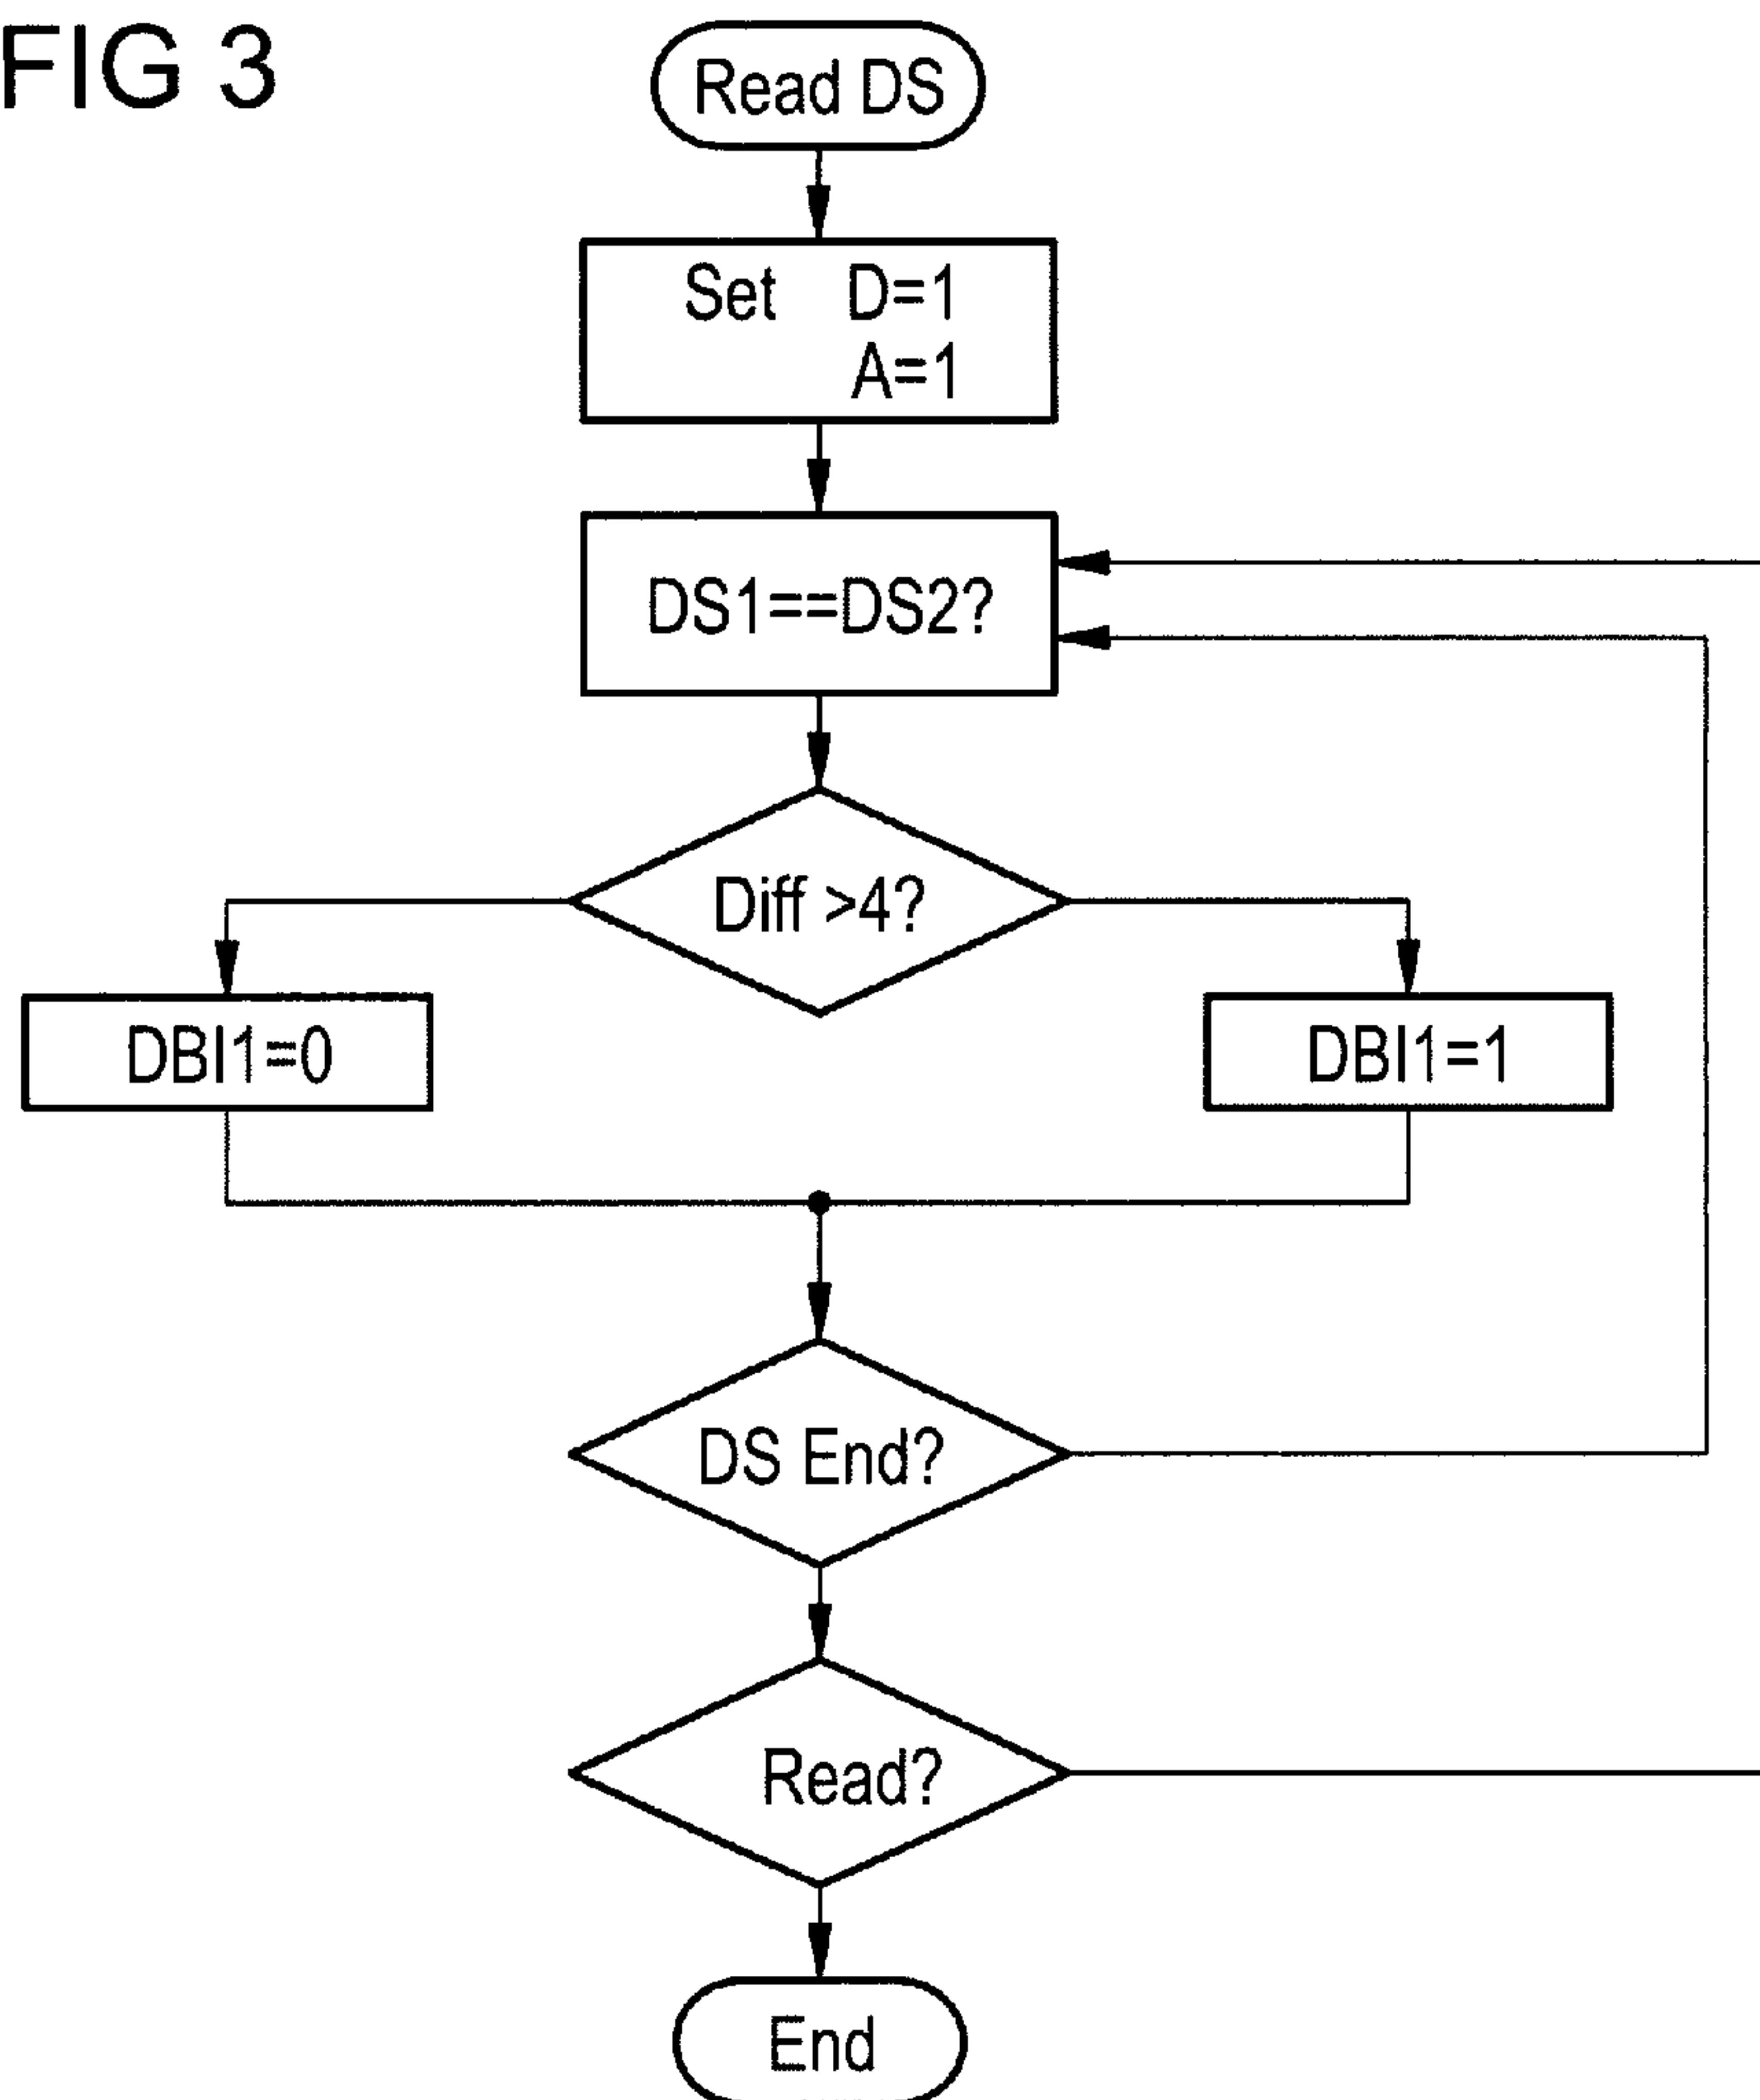 FIG 3
Read DS
Set D=1
A=1
DS1==DS2?
Diff >4?
DBI1=0
DBI1=1
DS End?
Read?
End